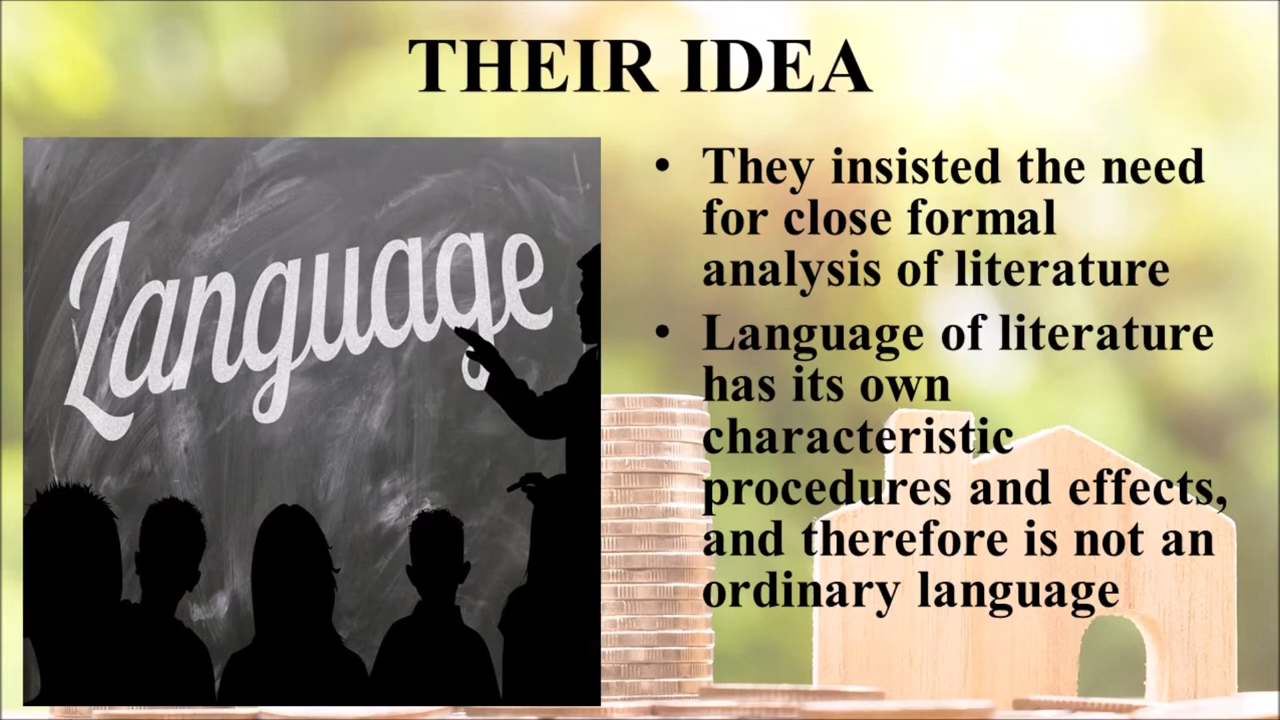 THEIR IDEA
Language
• They insisted the need
for close formal
analysis of literature
• Language of literature
has its own
characteristic
procedures and effects,
and therefore is not an
ordinary language